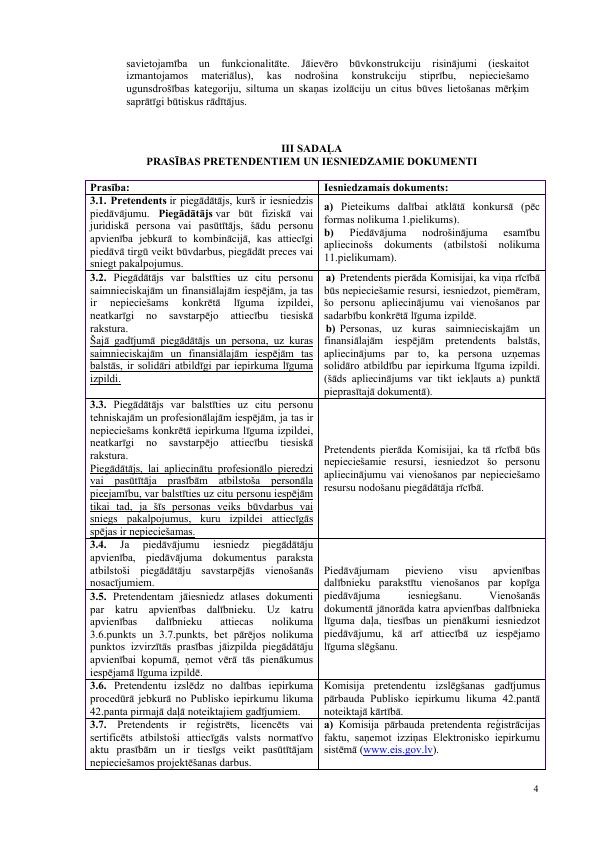 savietojamība un funkcionalitāte. Jāievēro būvkonstrukciju risinājumi (ieskaitot
izmantojamos materiālus), kas nodrošina konstrukciju stiprību, nepieciešamo
ugunsdrošības kategoriju, siltuma un skaņas izolāciju un citus būves lietošanas mērķim
saprātīgi būtiskus rādītājus.
III SADAĻA
PRASĪBAS PRETENDENTIEM UN IESNIEDZAMIE DOKUMENTI
Prasība:
Iesniedzamais dokuments:
3.1. Pretendents ir piegādātājs, kurš ir iesniedzis
piedāvājumu. Piegādātājs var būt fiziskā vai
juridiskā persona vai pasūtītājs, šādu personu
apvienība jebkurā to kombinācijā, kas attiecīgi
piedāvā tirgū veikt būvdarbus, piegādāt preces vai
sniegt pakalpojumus.
a) Pieteikums dalībai atklātā konkursā (pēc
formas nolikuma 1.pielikums).
b) Piedāvājuma nodrošinājuma esamību
apliecinošs dokuments (atbilstoši nolikuma
11.pielikumam).
3.2. Piegādātājs var balstīties uz citu personu
saimnieciskajām un finansiālajām iespējām, ja tas
ir nepieciešams konkrētā līguma izpildei,
neatkarīgi no savstarpējo attiecību tiesiskā
rakstura.
Šajā gadījumā piegādātājs un persona, uz kuras
saimnieciskajām un finansiālajām iespējām tas
balstās, ir solidāri atbildīgi par iepirkuma līguma
izpildi.
a) Pretendents pierāda Komisijai, ka viņa rīcībā
būs nepieciešamie resursi, iesniedzot, piemēram,
šo personu apliecinājumu vai vienošanos par
sadarbību konkrētā līguma izpildē.
b) Personas, uz kuras saimnieciskajām un
finansiālajām iespējām pretendents balstās,
apliecinājums par to, ka persona uzņemas
solidāro atbildību par iepirkuma līguma izpildi.
(šāds apliecinājums var tikt iekļauts a) punktā
pieprasītajā dokumentā).
3.3. Piegādātājs var balstīties uz citu personu
tehniskajām un profesionālajām iespējām, ja tas ir
nepieciešams konkrētā iepirkuma līguma izpildei,
neatkarīgi no savstarpējo attiecību tiesiskā
rakstura.
Piegādātājs, lai apliecinātu profesionālo pieredzi
vai pasūtītāja prasībām atbilstoša personāla
pieejamību, var balstīties uz citu personu iespējām
tikai tad, ja šīs personas veiks būvdarbus vai
sniegs pakalpojumus, kuru izpildei attiecīgās
spējas ir nepieciešamas.
Pretendents pierāda Komisijai, ka tā rīcībā būs
nepieciešamie resursi, iesniedzot šo personu
apliecinājumu vai vienošanos par nepieciešamo
resursu nodošanu piegādātāja rīcībā.
3.4. Ja piedāvājumu iesniedz piegādātāju
apvienība, piedāvājuma dokumentus paraksta
atbilstoši piegādātāju savstarpējās vienošanās
nosacījumiem.
3.5. Pretendentam jāiesniedz atlases dokumenti
par katru apvienības dalībnieku. Uz katru
apvienības dalībnieku attiecas nolikuma
3.6.punkts un 3.7.punkts, bet pārējos nolikuma
punktos izvirzītās prasības jāizpilda piegādātāju
apvienībai kopumā, ņemot vērā tās pienākumus
iespējamā līguma izpildē.
Piedāvājumam pievieno visu apvienības
dalībnieku parakstītu vienošanos par kopīga
piedāvājuma iesniegšanu. Vienošanās
dokumentā jānorāda katra apvienības dalībnieka
līguma daļa, tiesības un pienākumi iesniedzot
piedāvājumu, kā arī attiecībā uz iespējamo
līguma slēgšanu.
3.6. Pretendentu izslēdz no dalības iepirkuma
procedūrā jebkurā no Publisko iepirkumu likuma
42.panta pirmajā daļā noteiktajiem gadījumiem.
Komisija pretendentu izslēgšanas gadījumus
pārbauda Publisko iepirkumu likuma 42.pantā
noteiktajā kārtībā.
3.7. Pretendents ir reģistrēts, licencēts vai
sertificēts atbilstoši attiecīgās valsts normatīvo
aktu prasībām un ir tiesīgs veikt pasūtītājam
nepieciešamos projektēšanas darbus.
a) Komisija pārbauda pretendenta reģistrācijas
faktu, saņemot izziņas Elektronisko iepirkumu
sistēmā (www.eis.gov.lv).
4